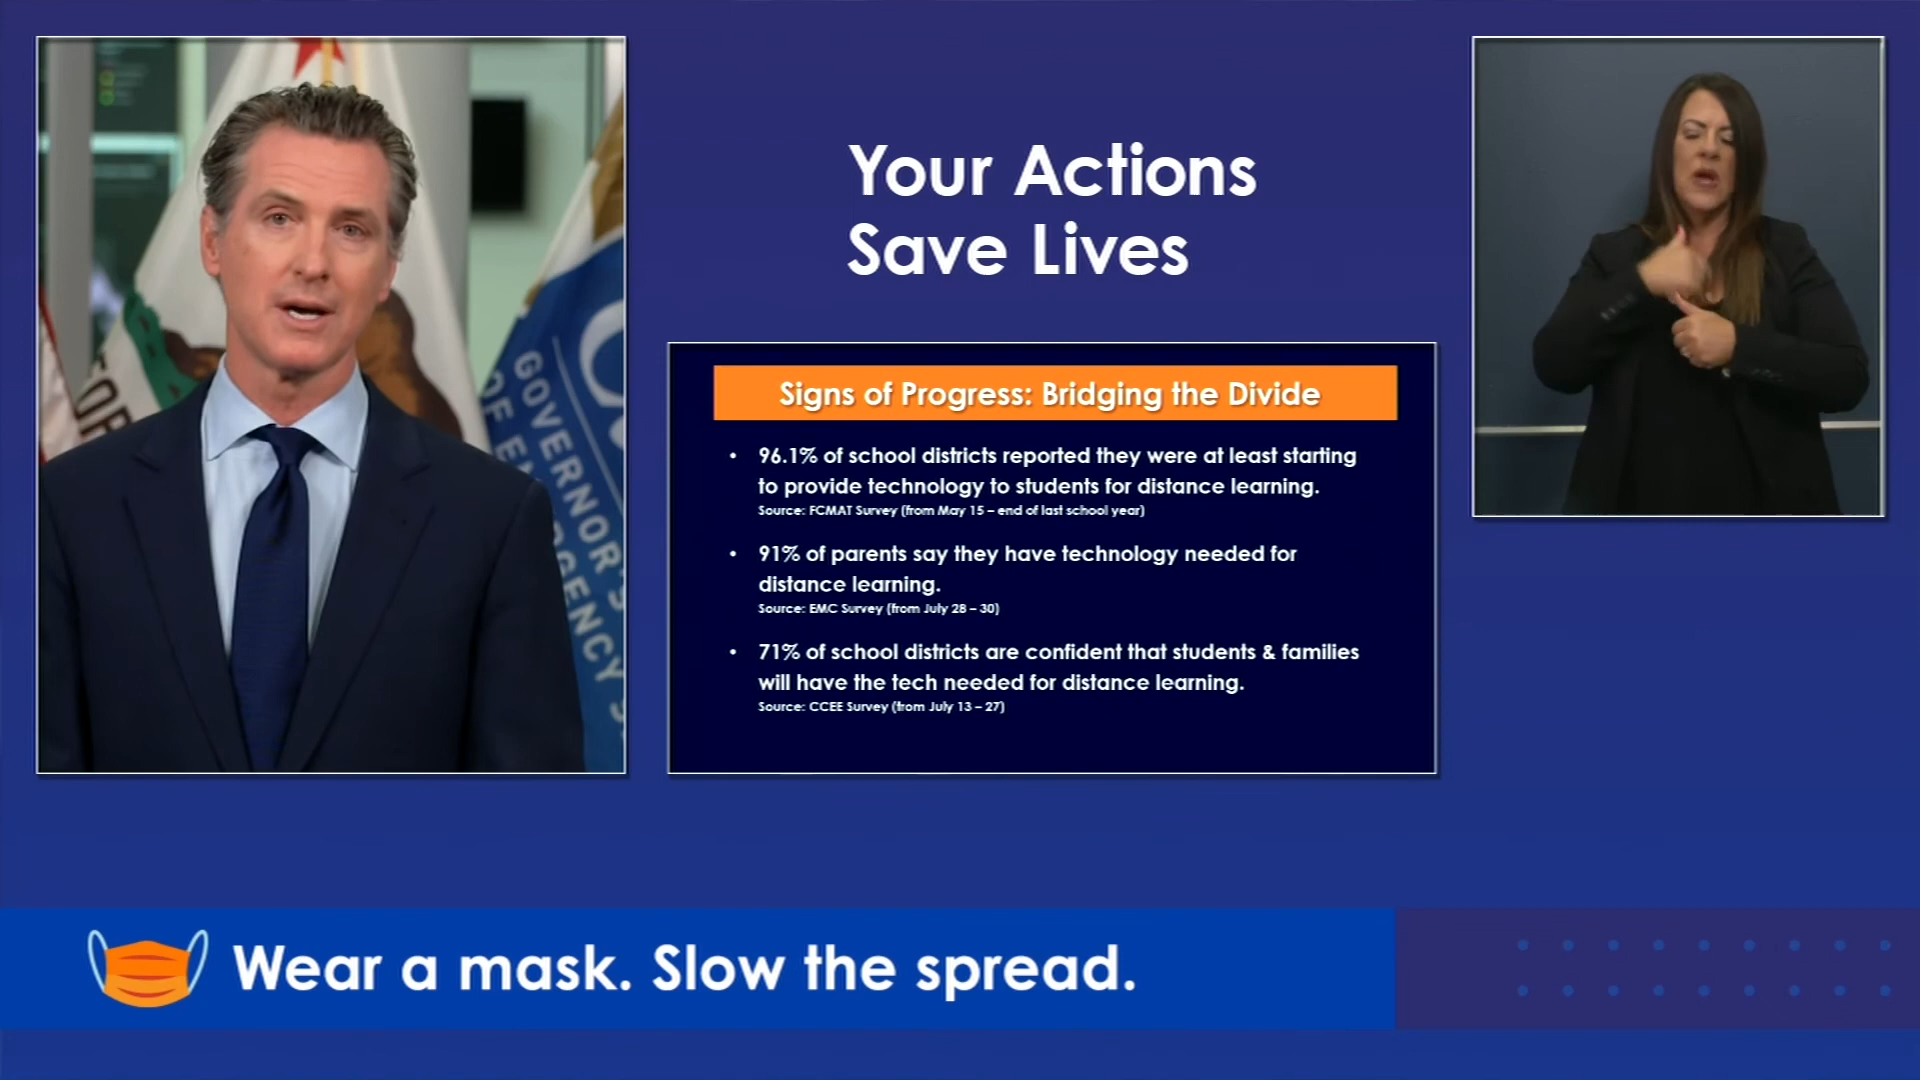 Your Actions
Save Lives
Signs of Progress: Bridging the Divide
• 96.1% of school districts reported they were at least starting
to provide technology to students for distance learning.
Source: FCMAT Survey (from May 15 – end of last school year)
• 91% of parents say they have technology needed for
distance learning.
Source: EMC Survey (from July 28 – 30)
• 71% of school districts are confident that students & families
will have the tech needed for distance learning.
Source: CCEE Survey (from July 13 – 27)
GOVERNOR'S
OF
Wear a mask. Slow the spread.